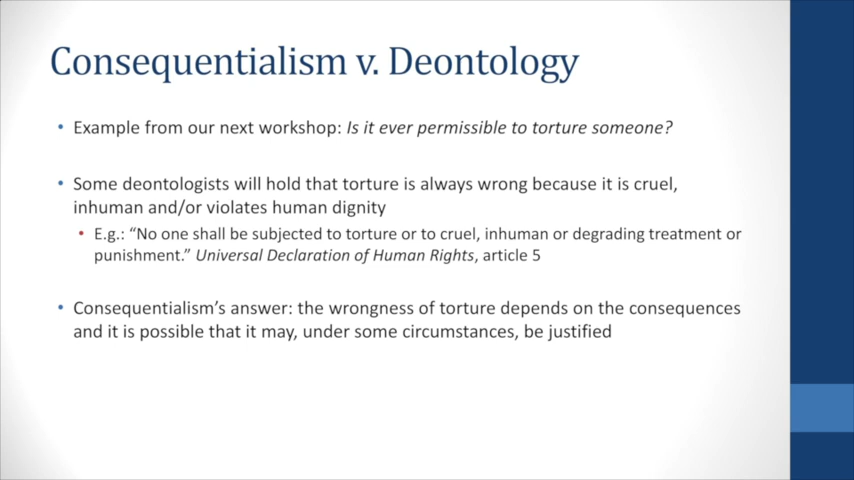 Consequentialism v. Deontology
• Example from our next workshop: Is it ever permissible to torture someone?
• Some deontologists will hold that torture is always wrong because it is cruel,
inhuman and/or violates human dignity
• E.g.: “No one shall be subjected to torture or to cruel, inhuman or degrading treatment or
punishment.” Universal Declaration of Human Rights, article 5
• Consequentialism’s answer: the wrongness of torture depends on the consequences
and it is possible that it may, under some circumstances, be justified